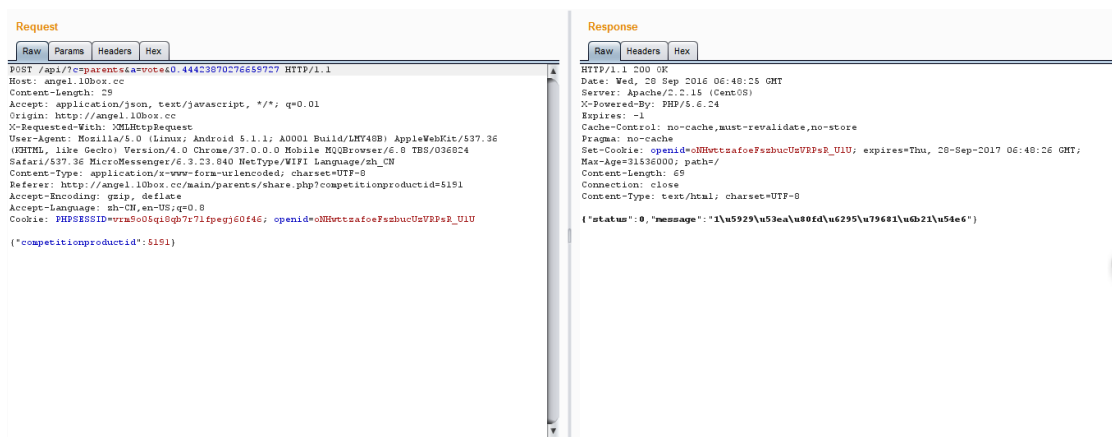 Request
Raw Params Headers Hex
POST /api/?c=parents&a=vote&0.44423870276659727 HTTP/1.1
Host: angel.10box.cc
Content-Length: 29
Accept: application/json, text/javascript, */*; q=0.01
Origin: http://angel.10box.cc
X-Requested-With: XMLHttpRequest
User-Agent: Mozilla/5.0 (Linux; Android 5.1.1; A0001 Build/LMY48B) AppleWebKit/537.36
(KHTML, like Gecko) Version/4.0 Chrome/37.0.0.0 Mobile MQQBrowser/6.8 TBS/036824
Safari/537.36 MicroMessenger/6.3.23.840 NetType/WIFI Language/zh_CN
Content-Type: application/x-www-form-urlencoded; charset=UTF-8
Referer: http://angel.10box.cc/main/parents/share.php?competitionproductid=5191
Accept-Encoding: gzip, deflate
Accept-Language: zh-CN,en-US;q=0.8
Cookie: PHPSESSID=vrm9o05qi8qb7r71fpegj60f46; openid=oNHwttzafoeFszbucUzVRPsR_U1U
{"competitionproductid":5191}
Response
Raw Headers Hex
HTTP/1.1 200 OK
Date: Wed, 28 Sep 2016 06:48:25 GMT
Server: Apache/2.2.15 (CentOS)
X-Powered-By: PHP/5.6.24
Expires: -1
Cache-Control: no-cache,must-revalidate,no-store
Pragma: no-cache
Set-Cookie: openid=oNHwttzafoeFszbucUzVRPsR_U1U; expires=Thu, 28-Sep-2017 06:48:26 GMT;
Max-Age=31536000; path=/
Content-Length: 69
Connection: close
Content-Type: text/html; charset=UTF-8
{"status":0,"message":"1\u5929\u53ea\u80fd\u6295\u79681\u6b21\u54e6"}